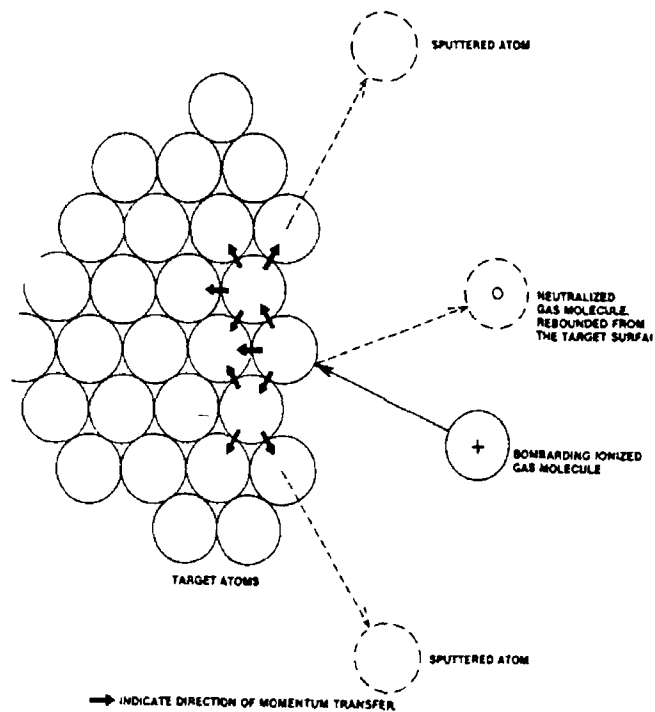 SPUTTERED ATOM
O
NEUTRALIZED
GAS MOLECULE,
REBOUNDED FROM
THE TARGET SURFAC
+
BOMBARDING IONIZED
GAS MOLECULE
TARGET ATOMS
SPUTTERED ATOM
INDICATE DIRECTION OF MOMENTUM TRANSFER